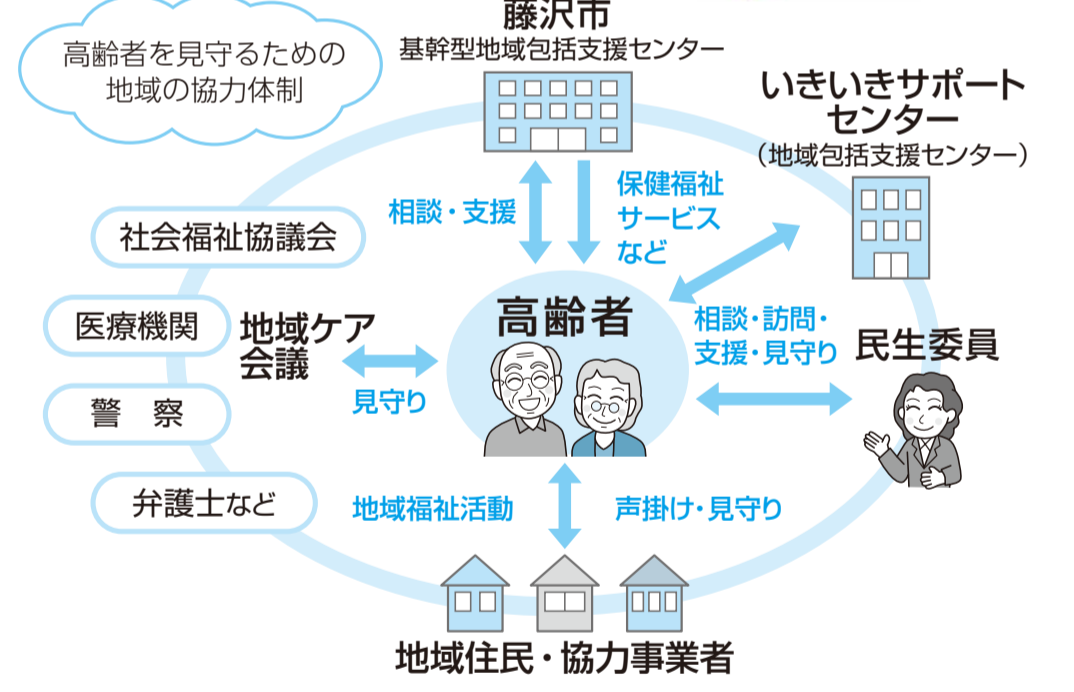 藤沢市
基幹型地域包括支援センター
高齢者を見守るための
地域の協力体制
いきいきサポート
センター
（地域包括支援センター）
相談・支援
保健福祉
サービス
など
社会福祉協議会
医療機関
警　察
弁護士など
地域ケア
会議
見守り
高齢者
相談・訪問・
支援・見守り
民生委員
地域福祉活動
声掛け・見守り
地域住民・協力事業者